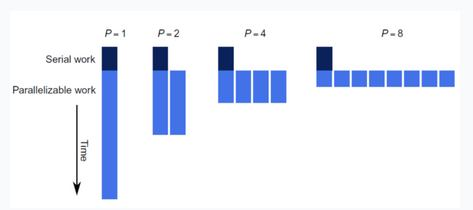 P = 1
P = 2
P = 4
P = 8
Serial work
Parallelizable work
Time